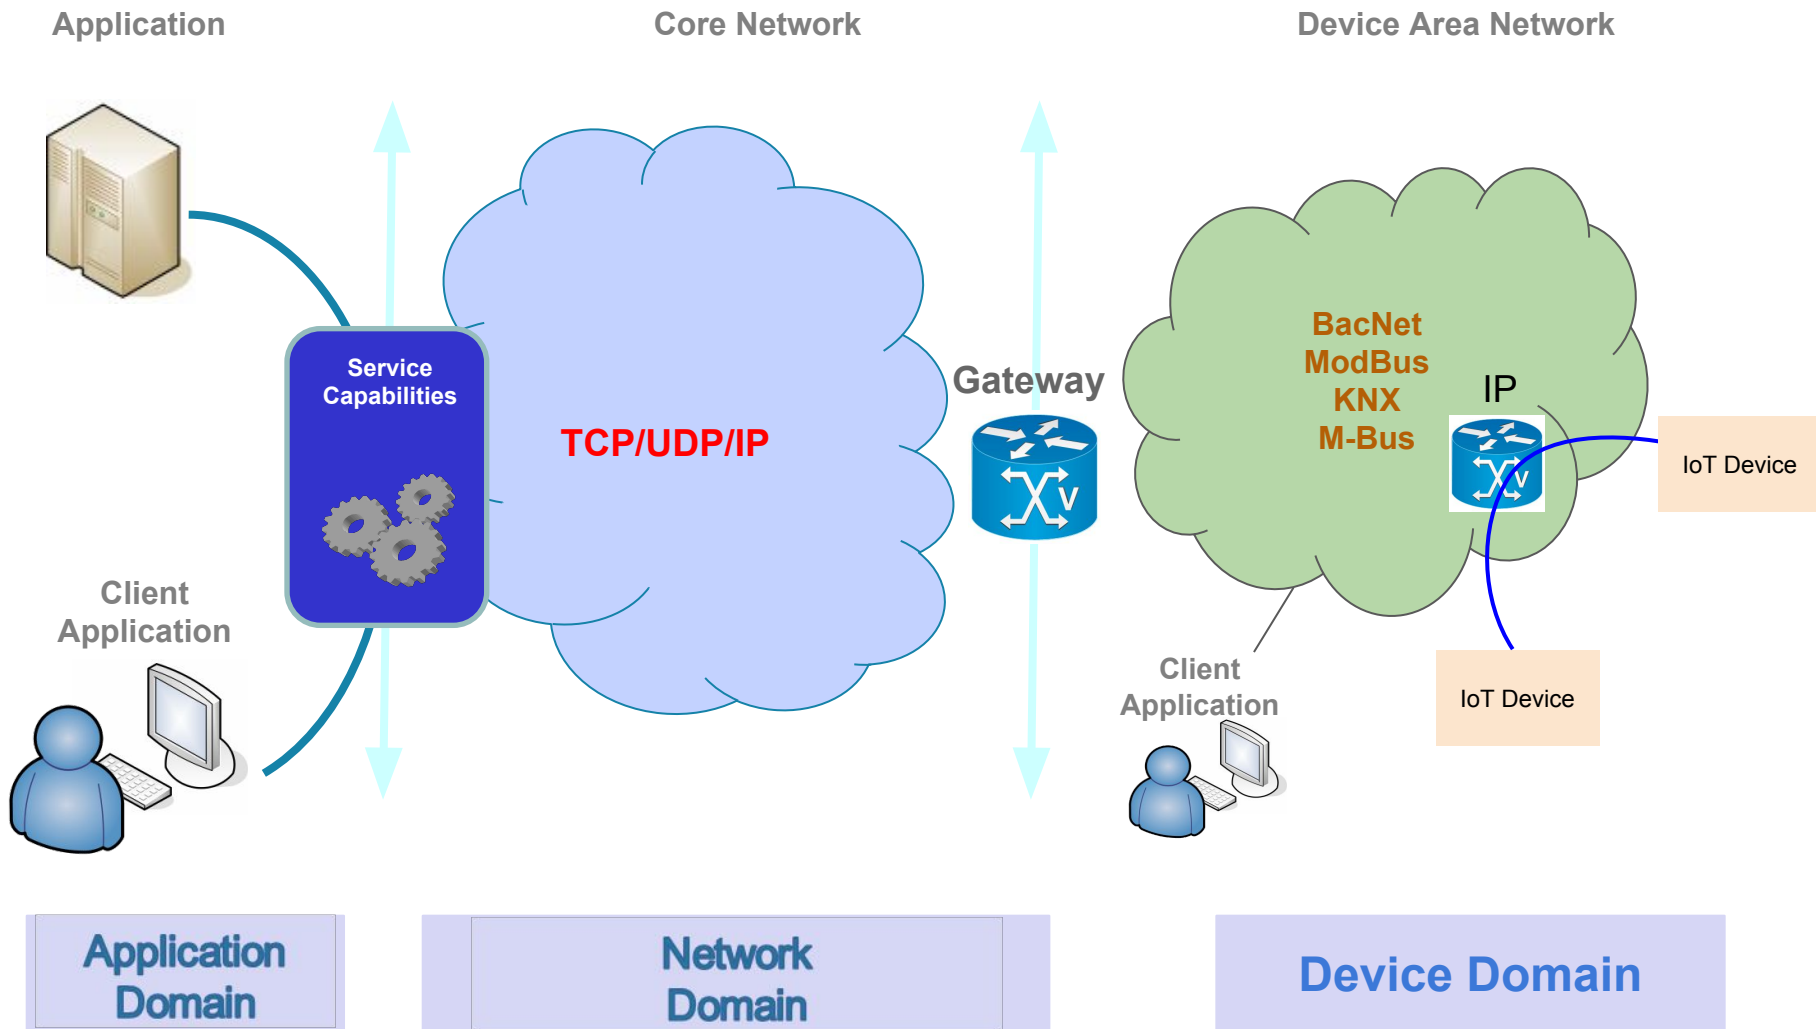 Application
Core Network
Device Area Network
Service
Capabilities
TCP/UDP/IP
Gateway
BacNet
ModBus
KNX
M-Bus
IP
V
V
IoT Device
IoT Device
Client
Application
Client
Application
Application
Domain
Network
Domain
Device Domain